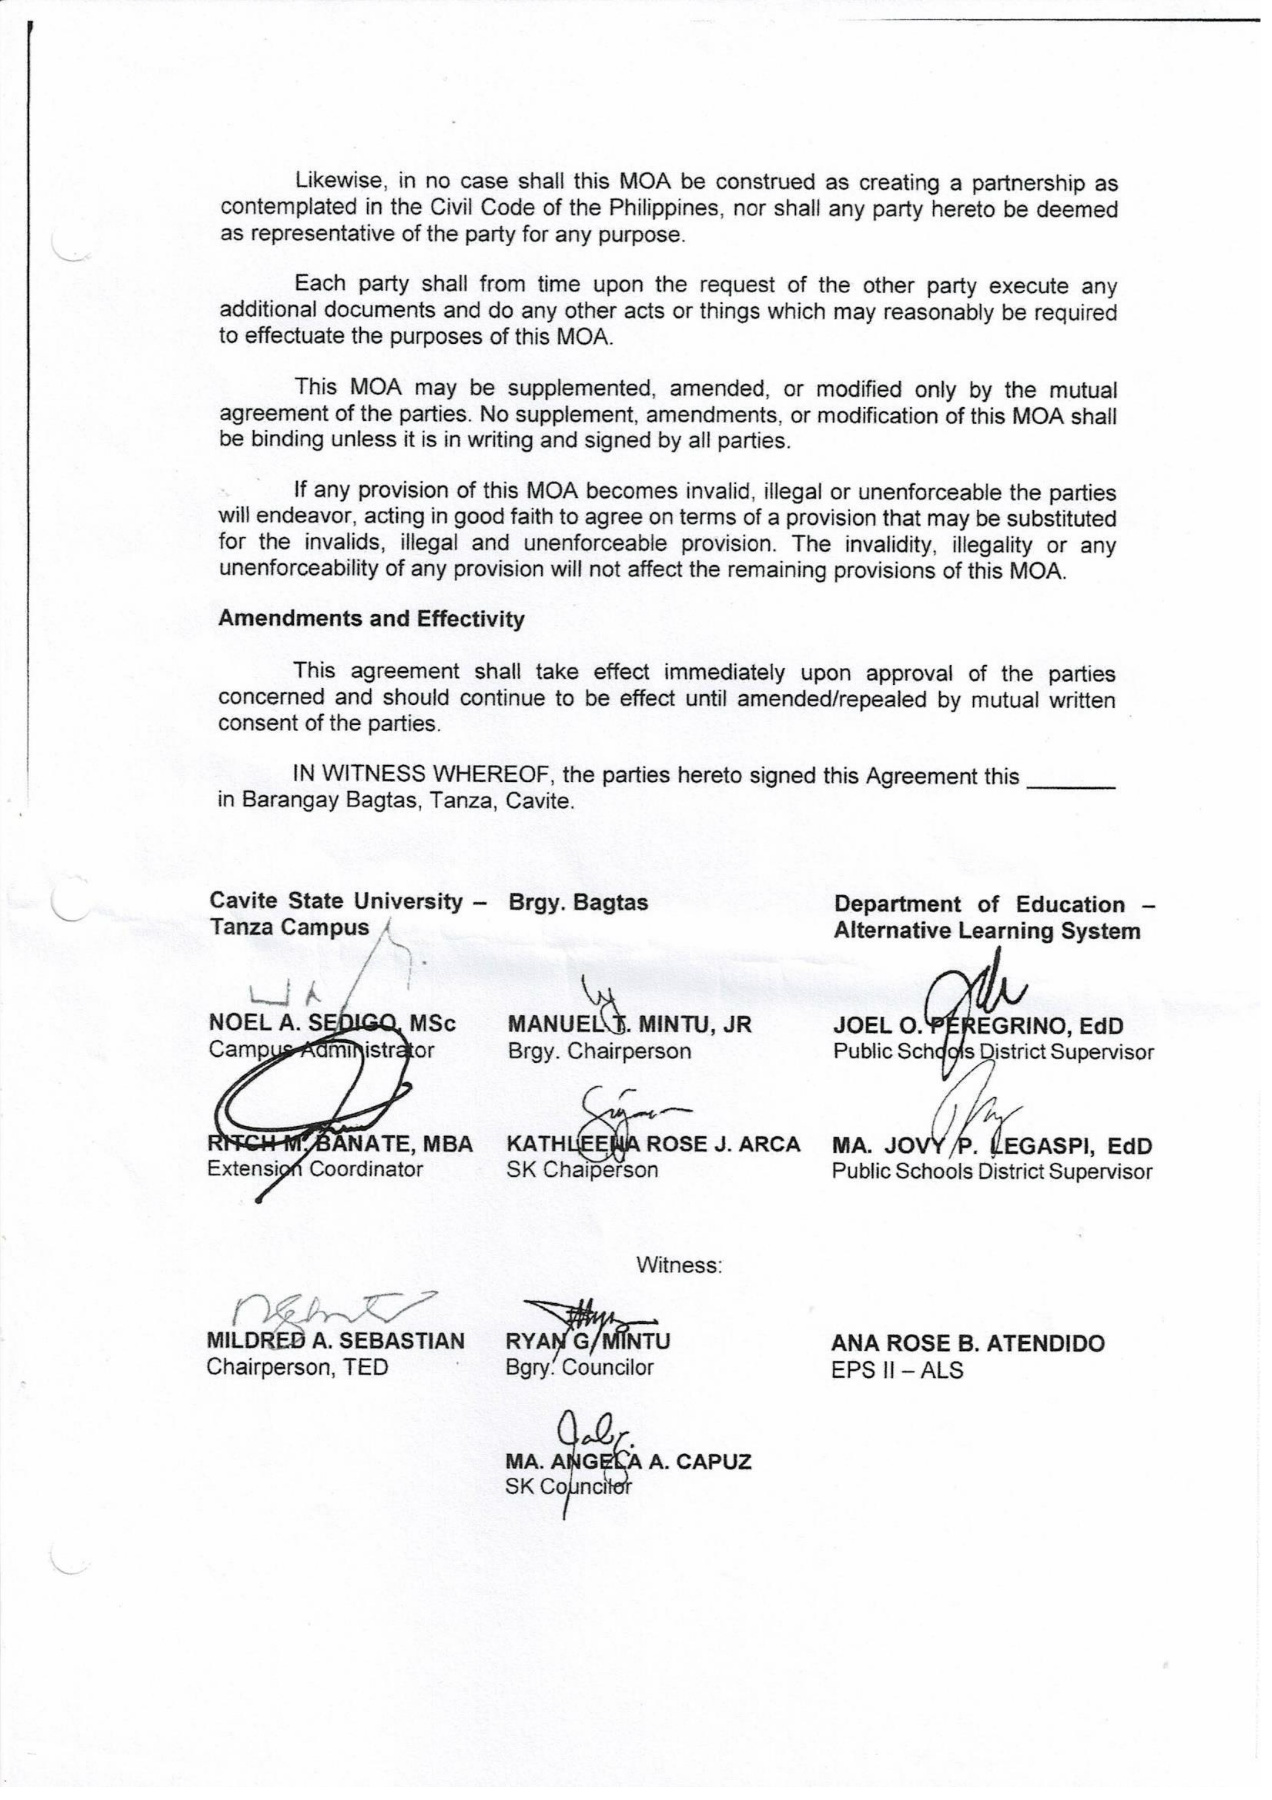 Likewise, in no case shall this MOA be construed as creating a partnership as
contemplated in the Civil Code of the Philippines, nor shall any party hereto be deemed
as representative of the party for any purpose.
Each party shall from time upon the request of the other party execute any
additional documents and do any other acts or things which may reasonably be required
to effectuate the purposes of this MOA.
This MOA may be supplemented, amended, or modified only by the mutual
agreement of the parties. No supplement, amendments, or modification of this MOA shall
be binding unless it is in writing and signed by all parties.
If any provision of this MOA becomes invalid, illegal or unenforceable the parties
will endeavor, acting in good faith to agree on terms of a provision that may be substituted
for the invalids, illegal and unenforceable provision. The invalidity, illegality or any
unenforceability of any provision will not affect the remaining provisions of this MOA.
Amendments and Effectivity
This agreement shall take effect immediately upon approval of the parties
concerned and should continue to be effect until amended/repealed by mutual written
consent of the parties.
IN WITNESS WHEREOF, the parties hereto signed this Agreement this _______
in Barangay Bagtas, Tanza, Cavite.
Cavite State University –
Tanza Campus
NOEL A. SEDIGO, MSc
Campus Administrator
RITCH M. BANATE, MBA
Extension Coordinator
Brgy. Bagtas
MANUEL T. MINTU, JR
Brgy. Chairperson
KATHLEENA ROSE J. ARCA
SK Chaiperson
Department of Education –
Alternative Learning System
JOEL O. PEREGRINO, EdD
Public Schools District Supervisor
MA. JOVY P. LEGASPI, EdD
Public Schools District Supervisor
Witness:
MILDRED A. SEBASTIAN
Chairperson, TED
RYAN G. MINTU
Bgry. Councilor
MA. ANGELA A. CAPUZ
SK Councilor
ANA ROSE B. ATENDIDO
EPS II – ALS